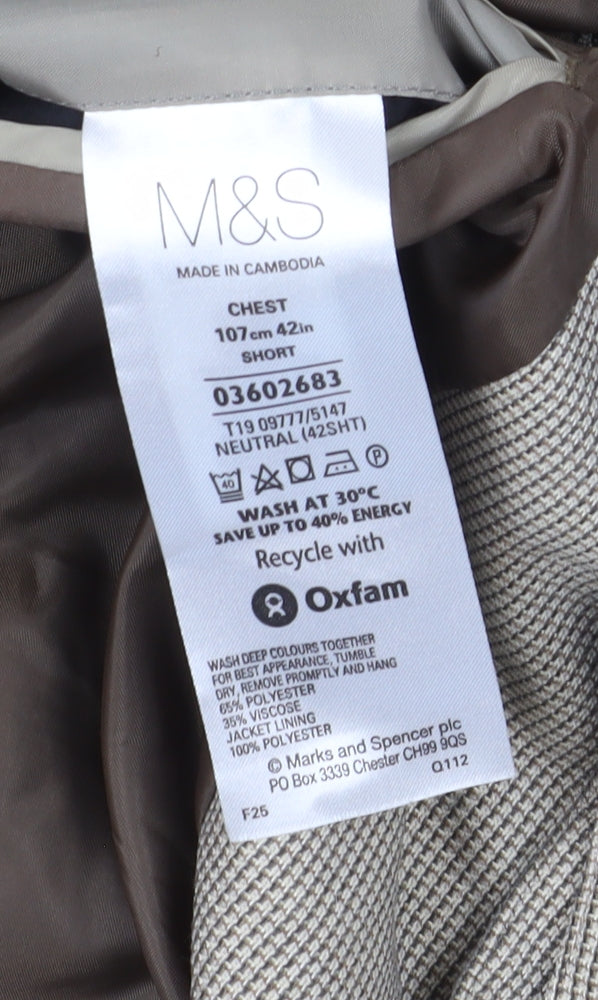 M&S
MADE IN CAMBODIA
CHEST
107cm 42in
SHORT
03602683
T19 09777/5147
NEUTRAL (42SHT)
40 P
WASH AT 30°C
SAVE UP TO 40% ENERGY
Recycle with
Oxfam
WASH DEEP COLOURS TOGETHER
FOR BEST APPEARANCE, TUMBLE
DRY, REMOVE PROMPTLY AND HANG
65% POLYESTER
35% VISCOSE
JACKET LINING
100% POLYESTER
© Marks and Spencer plc
PO Box 3339 Chester CH99 9QS
Q112
F25